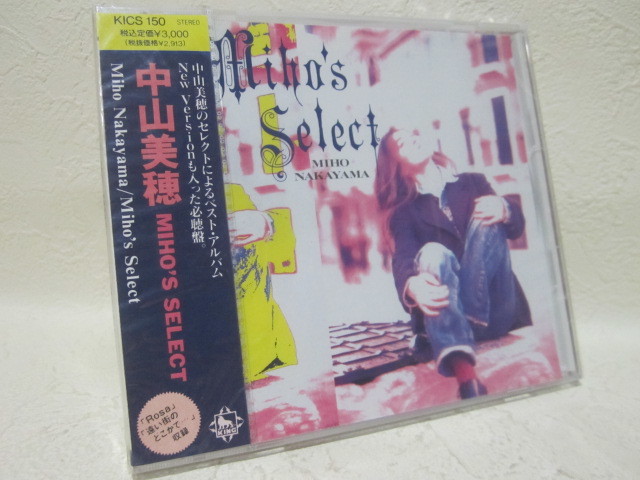 KICS 150 STEREO
税込定価¥3,000
(税抜価格¥2,913)
中山美穂 MIHO'S SELECT
Miho Nakayama/Miho's Select
中山美穂のセレクトによるベスト・アルバム
New Versionも入った必聴盤。
「Rosa」
「遠い街の
どこかで…」
収録
KING
Miho's
Select
MIHO
NAKAYAMA